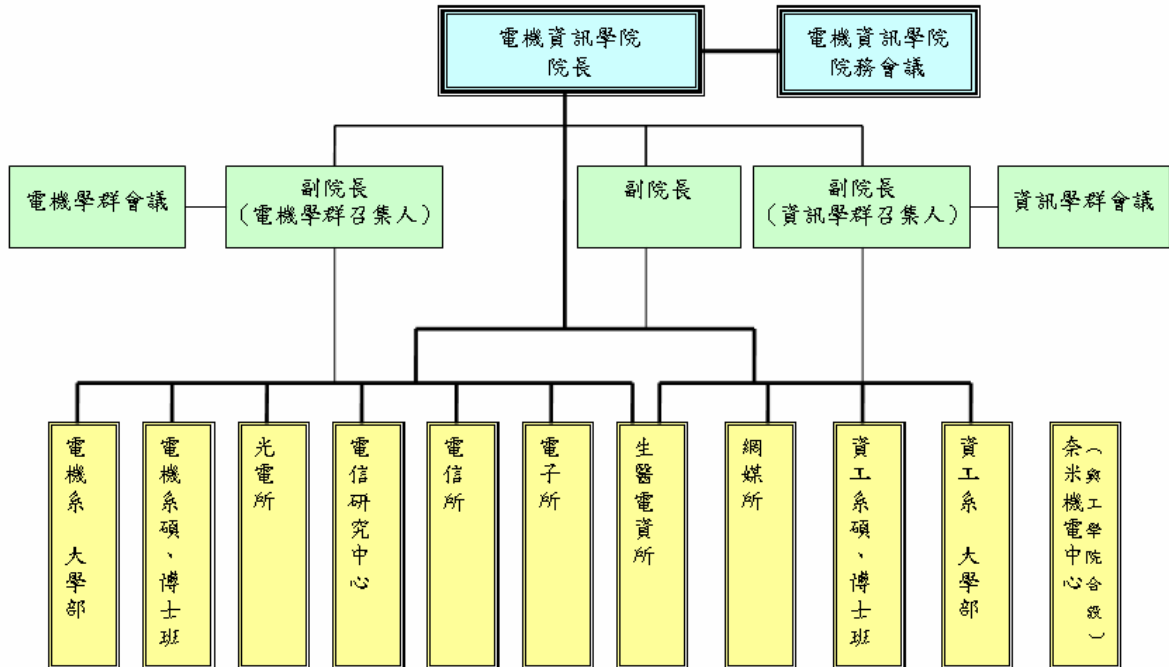 電機資訊學院
院長
電機資訊學院
院務會議
電機學群會議
副院長
（電機學群召集人）
副院長
副院長
（資訊學群召集人）
資訊學群會議
電機系 大學部
電機系碩、博士班
光電所
電信研究中心
電信所
電子所
生醫電資所
網媒所
資工系碩、博士班
資工系 大學部
（與工學院合設）
奈米機電中心